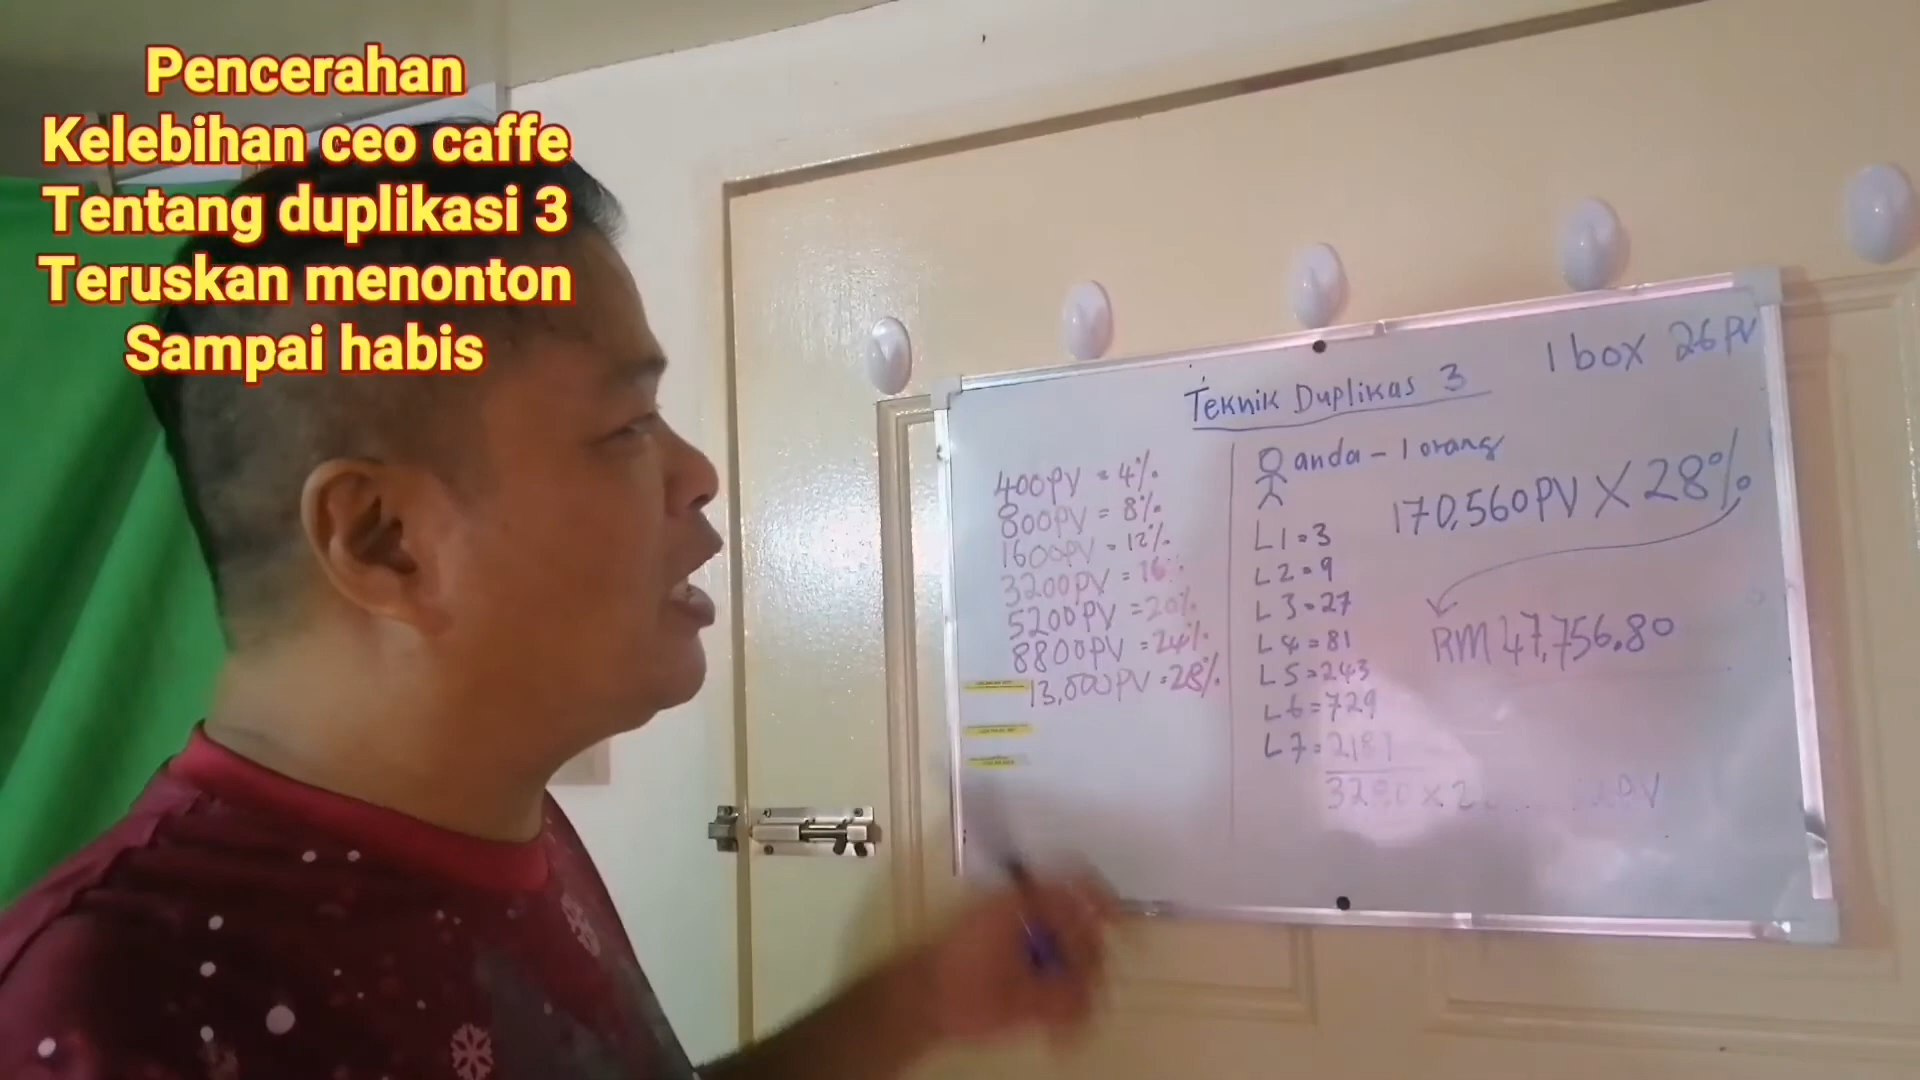 Pencerahan
Kelebihan ceo caffe
Tentang duplikasi 3
Teruskan menonton
Sampai habis
Teknik Duplikas 3
1 box 26 PV
400PV = 4%
800PV = 8%
1600PV = 12%
3200PV = 16%
5200PV = 20%
8800PV = 24%
13,000PV = 28%
anda - 1 orang
170,560PV X 28%
L1 = 3
L2 = 9
L3 = 27
L4 = 81
L5 = 243
L6 = 729
L7 = 2187
RM 47,756.80